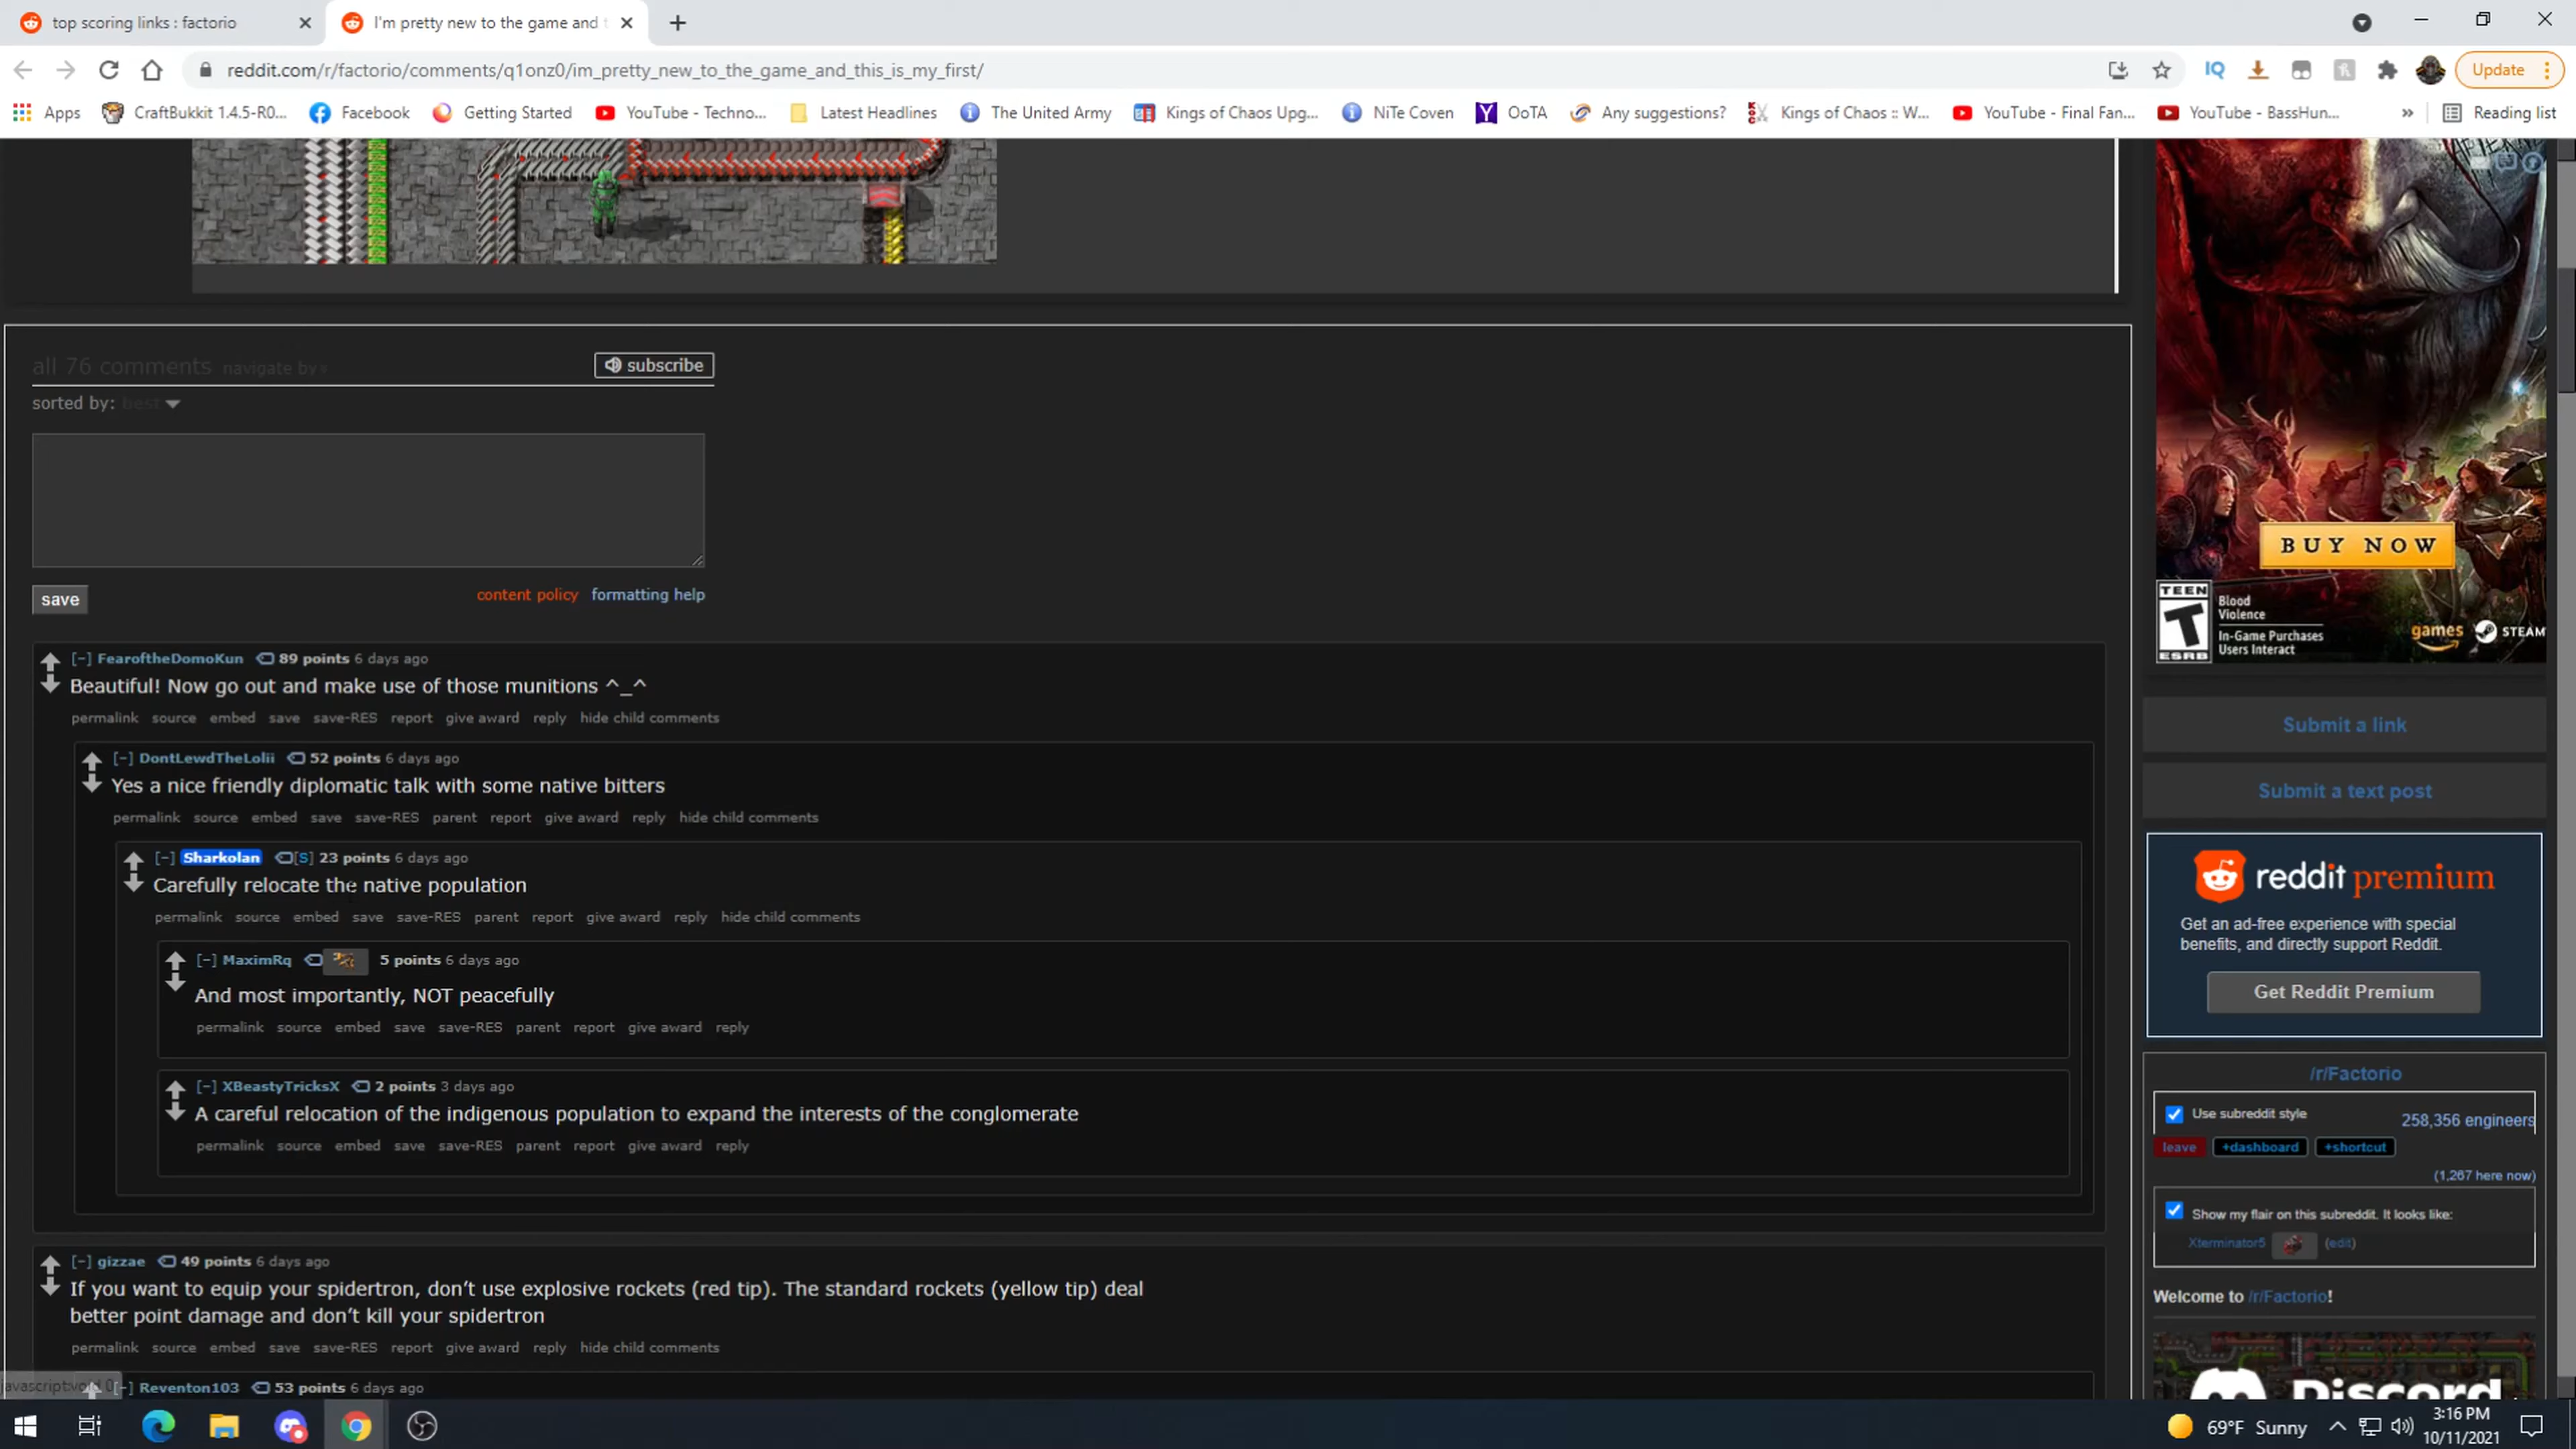 top scoring links : factorio
I'm pretty new to the game and t
reddit.com/r/factorio/comments/q1onz0/im_pretty_new_to_the_game_and_this_is_my_first/
Update
Apps
CraftBukkit 1.4.5-R0...
Facebook
Getting Started
YouTube - Techno...
Latest Headlines
The United Army
Kings of Chaos Upg...
NiTe Coven
OoTA
Any suggestions?
Kings of Chaos :: W...
YouTube - Final Fan...
YouTube - BassHun...
»
Reading list
all 76 comments navigate by
subscribe
sorted by: best
save
content policy formatting help
[–] FearoftheDomoKun 89 points 6 days ago
Beautiful! Now go out and make use of those munitions ^_^
permalink source embed save save-RES report give award reply hide child comments
[–] DontLewdTheLolii 52 points 6 days ago
Yes a nice friendly diplomatic talk with some native bitters
permalink source embed save save-RES parent report give award reply hide child comments
[–] Sharkolan [S] 23 points 6 days ago
Carefully relocate the native population
permalink source embed save save-RES parent report give award reply hide child comments
[–] MaximRq 5 points 6 days ago
And most importantly, NOT peacefully
permalink source embed save save-RES parent report give award reply
[–] XBeastyTricksX 2 points 3 days ago
A careful relocation of the indigenous population to expand the interests of the conglomerate
permalink source embed save save-RES parent report give award reply
[–] gizzae 49 points 6 days ago
If you want to equip your spidertron, don't use explosive rockets (red tip). The standard rockets (yellow tip) deal
better point damage and don't kill your spidertron
permalink source embed save save-RES report give award reply hide child comments
javascript:void 0
[–] Reventon103 53 points 6 days ago
BUY NOW
TEEN
T
ESRB
Blood
Violence
In-Game Purchases
Users Interact
games
STEAM
Submit a link
Submit a text post
reddit premium
Get an ad-free experience with special
benefits, and directly support Reddit.
Get Reddit Premium
/r/Factorio
Use subreddit style
258,356 engineers
leave +dashboard +shortcut
(1,267 here now)
Show my flair on this subreddit. It looks like:
Xterminator5 (edit)
Welcome to /r/Factorio!
Discord
69°F Sunny
3:16 PM
10/11/2021